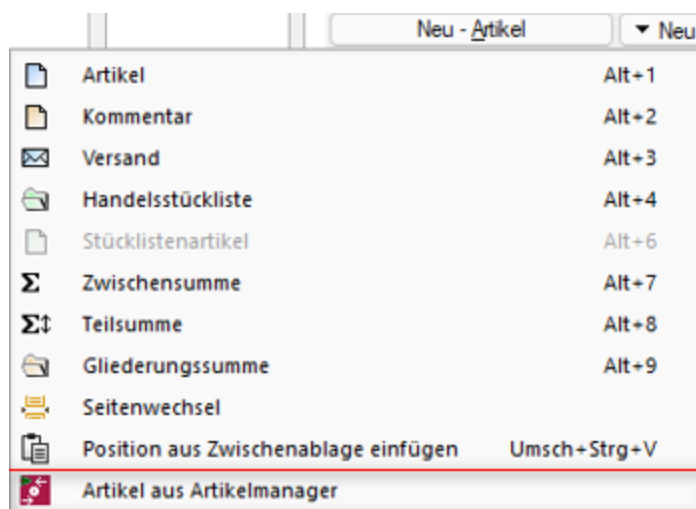 Neu - Artikel Neu
Artikel Alt+1
Kommentar Alt+2
Versand Alt+3
Handelsstückliste Alt+4
Stücklistenartikel Alt+6
Zwischensumme Alt+7
Teilsumme Alt+8
Gliederungssumme Alt+9
Seitenwechsel
Position aus Zwischenablage einfügen Umsch+Strg+V
Artikel aus Artikelmanager